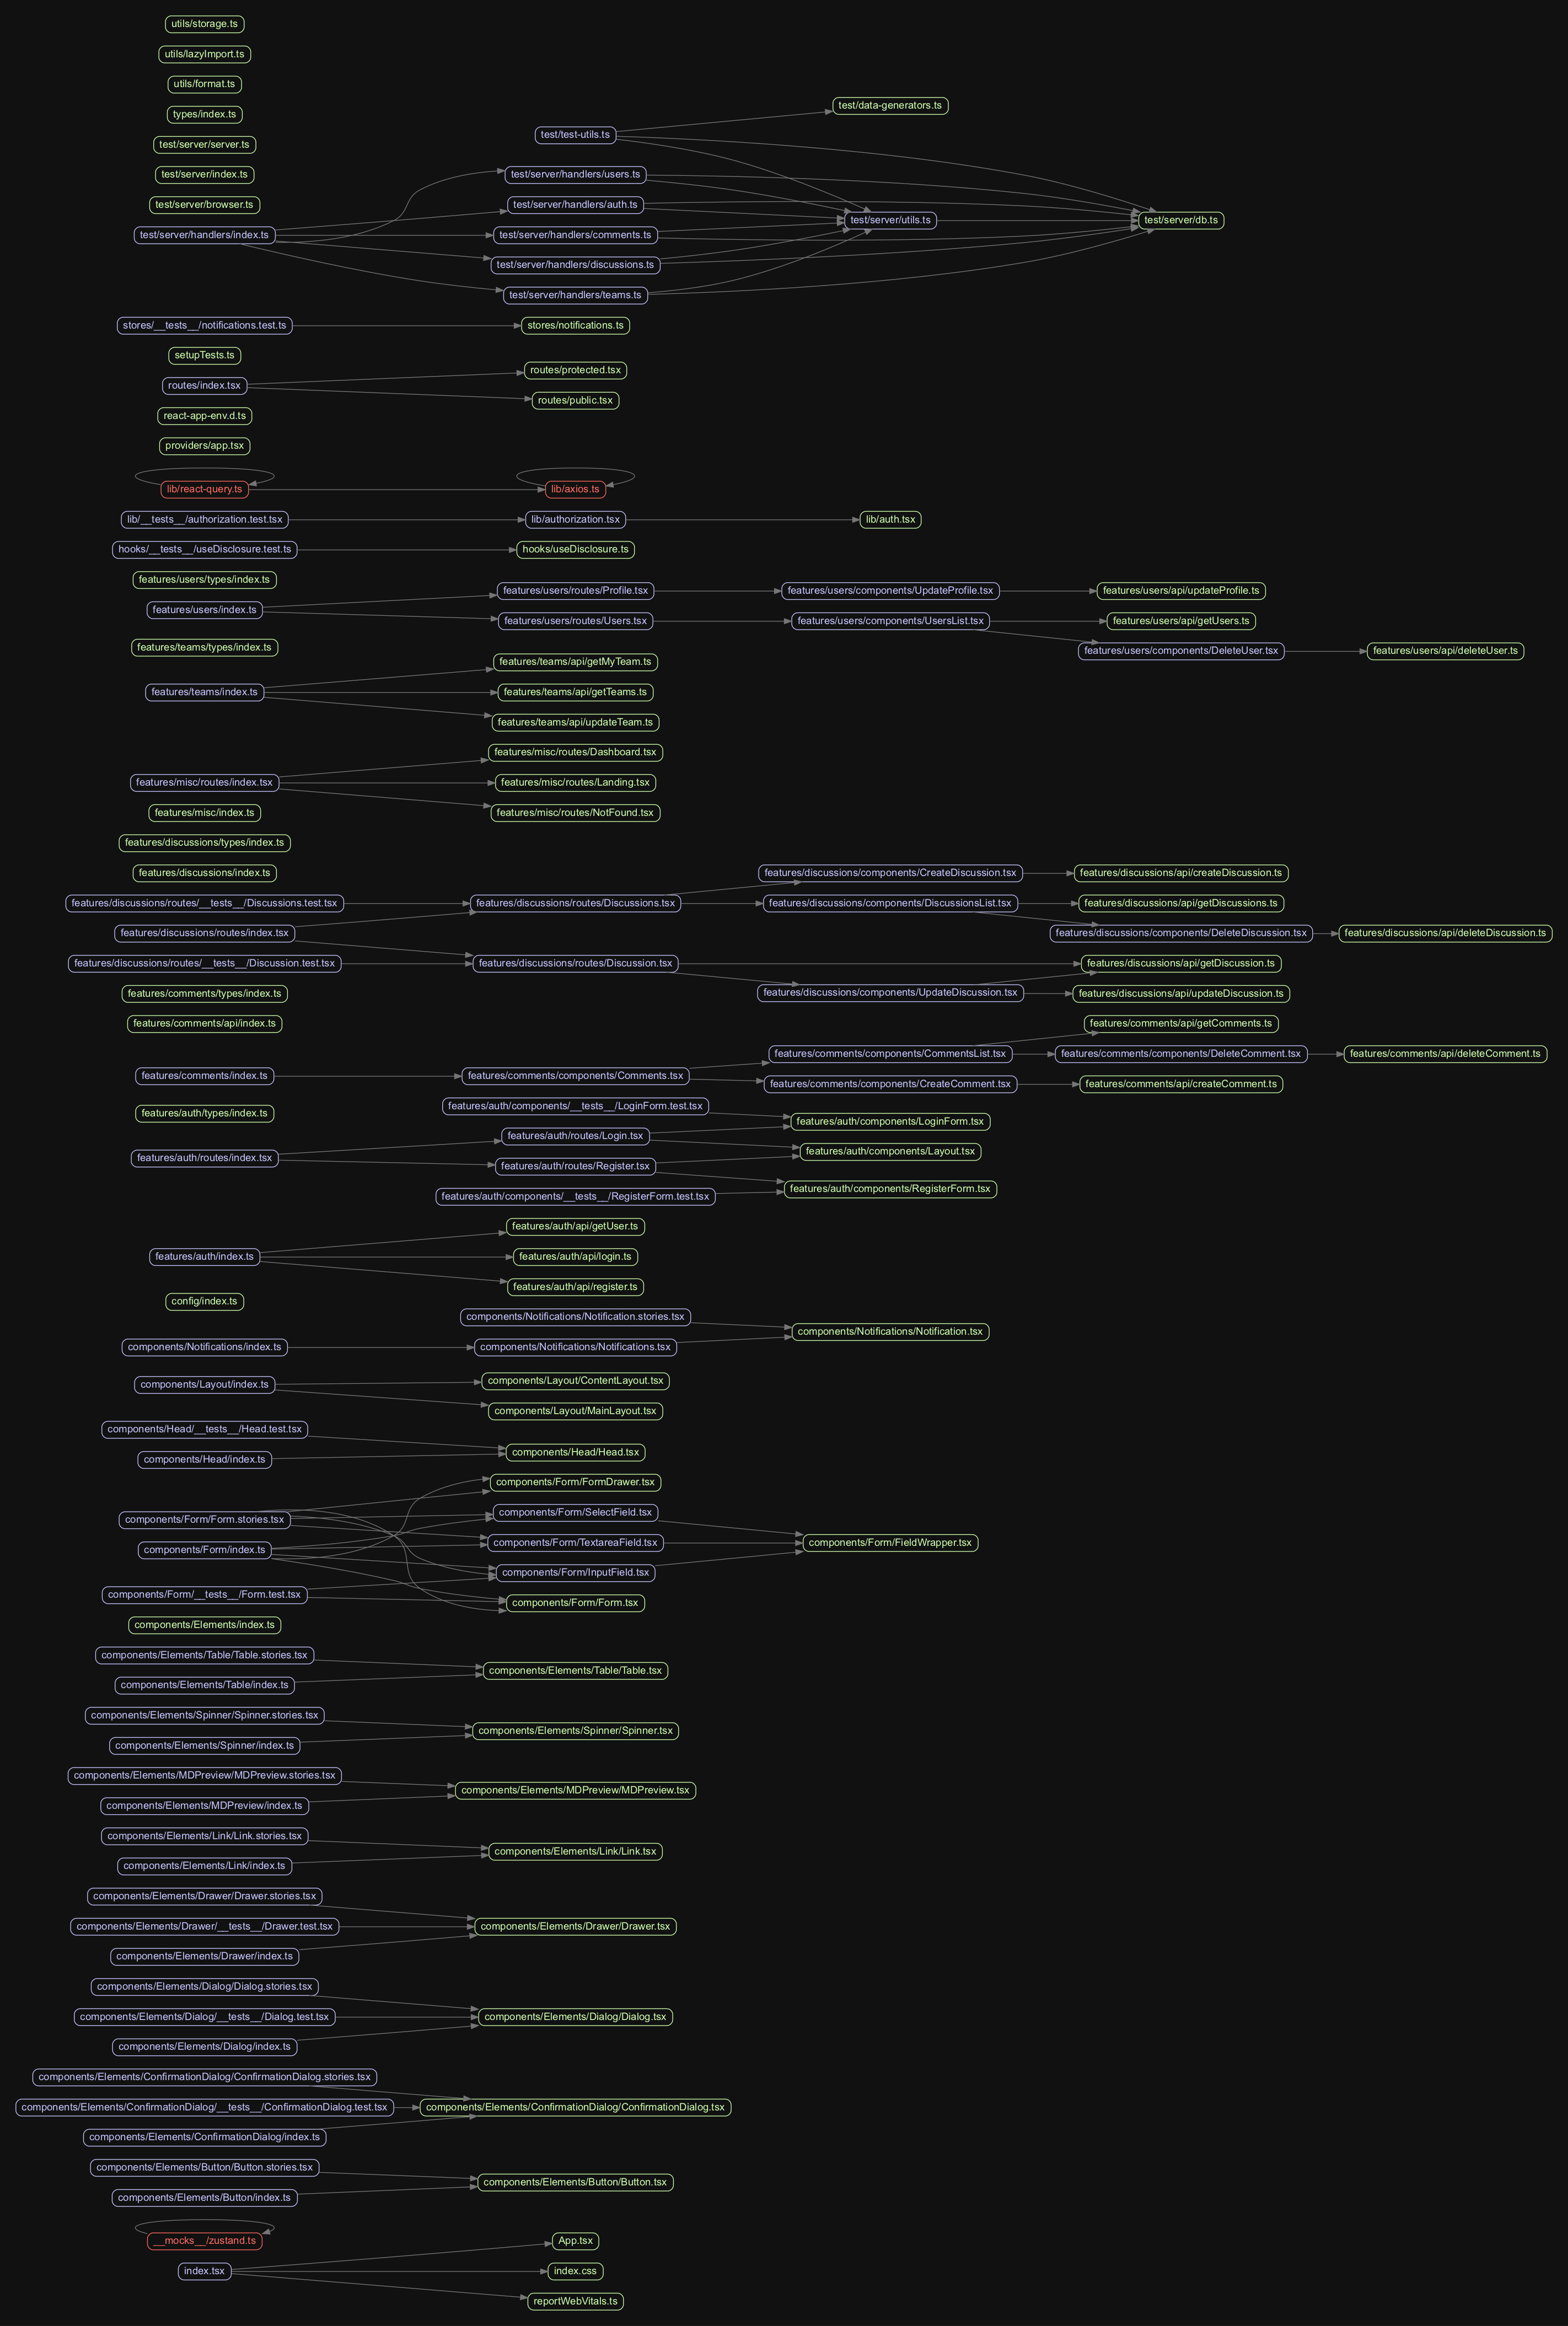 utils/storage.ts
utils/lazyImport.ts
utils/format.ts
test/data-generators.ts
types/index.ts
test/test-utils.ts
test/server/server.ts
test/server/index.ts
test/server/handlers/users.ts
test/server/browser.ts
test/server/handlers/auth.ts
test/server/utils.ts
test/server/db.ts
test/server/handlers/index.ts
test/server/handlers/comments.ts
test/server/handlers/discussions.ts
test/server/handlers/teams.ts
stores/__tests__/notifications.test.ts
stores/notifications.ts
setupTests.ts
routes/protected.tsx
routes/index.tsx
routes/public.tsx
react-app-env.d.ts
providers/app.tsx
lib/react-query.ts
lib/axios.ts
lib/__tests__/authorization.test.tsx
lib/authorization.tsx
lib/auth.tsx
hooks/__tests__/useDisclosure.test.ts
hooks/useDisclosure.ts
features/users/types/index.ts
features/users/routes/Profile.tsx
features/users/components/UpdateProfile.tsx
features/users/api/updateProfile.ts
features/users/index.ts
features/users/routes/Users.tsx
features/users/components/UsersList.tsx
features/users/api/getUsers.ts
features/teams/types/index.ts
features/users/components/DeleteUser.tsx
features/users/api/deleteUser.ts
features/teams/api/getMyTeam.ts
features/teams/index.ts
features/teams/api/getTeams.ts
features/teams/api/updateTeam.ts
features/misc/routes/Dashboard.tsx
features/misc/routes/index.tsx
features/misc/routes/Landing.tsx
features/misc/index.ts
features/misc/routes/NotFound.tsx
features/discussions/types/index.ts
features/discussions/index.ts
features/discussions/components/CreateDiscussion.tsx
features/discussions/api/createDiscussion.ts
features/discussions/routes/__tests__/Discussions.test.tsx
features/discussions/routes/Discussions.tsx
features/discussions/components/DiscussionsList.tsx
features/discussions/api/getDiscussions.ts
features/discussions/routes/index.tsx
features/discussions/components/DeleteDiscussion.tsx
features/discussions/api/deleteDiscussion.ts
features/discussions/routes/__tests__/Discussion.test.tsx
features/discussions/routes/Discussion.tsx
features/discussions/api/getDiscussion.ts
features/comments/types/index.ts
features/discussions/components/UpdateDiscussion.tsx
features/discussions/api/updateDiscussion.ts
features/comments/api/index.ts
features/comments/api/getComments.ts
features/comments/components/CommentsList.tsx
features/comments/components/DeleteComment.tsx
features/comments/api/deleteComment.ts
features/comments/index.ts
features/comments/components/Comments.tsx
features/comments/components/CreateComment.tsx
features/comments/api/createComment.ts
features/auth/types/index.ts
features/auth/components/__tests__/LoginForm.test.tsx
features/auth/components/LoginForm.tsx
features/auth/routes/Login.tsx
features/auth/components/Layout.tsx
features/auth/routes/index.tsx
features/auth/routes/Register.tsx
features/auth/components/RegisterForm.tsx
features/auth/components/__tests__/RegisterForm.test.tsx
features/auth/api/getUser.ts
features/auth/index.ts
features/auth/api/login.ts
features/auth/api/register.ts
config/index.ts
components/Notifications/Notification.stories.tsx
components/Notifications/Notification.tsx
components/Notifications/index.ts
components/Notifications/Notifications.tsx
components/Layout/index.ts
components/Layout/ContentLayout.tsx
components/Layout/MainLayout.tsx
components/Head/__tests__/Head.test.tsx
components/Head/index.ts
components/Head/Head.tsx
components/Form/FormDrawer.tsx
components/Form/Form.stories.tsx
components/Form/SelectField.tsx
components/Form/index.ts
components/Form/TextareaField.tsx
components/Form/FieldWrapper.tsx
components/Form/__tests__/Form.test.tsx
components/Form/InputField.tsx
components/Form/Form.tsx
components/Elements/index.ts
components/Elements/Table/Table.stories.tsx
components/Elements/Table/Table.tsx
components/Elements/Table/index.ts
components/Elements/Spinner/Spinner.stories.tsx
components/Elements/Spinner/Spinner.tsx
components/Elements/Spinner/index.ts
components/Elements/MDPreview/MDPreview.stories.tsx
components/Elements/MDPreview/MDPreview.tsx
components/Elements/MDPreview/index.ts
components/Elements/Link/Link.stories.tsx
components/Elements/Link/Link.tsx
components/Elements/Link/index.ts
components/Elements/Drawer/Drawer.stories.tsx
components/Elements/Drawer/__tests__/Drawer.test.tsx
components/Elements/Drawer/Drawer.tsx
components/Elements/Drawer/index.ts
components/Elements/Dialog/Dialog.stories.tsx
components/Elements/Dialog/__tests__/Dialog.test.tsx
components/Elements/Dialog/Dialog.tsx
components/Elements/Dialog/index.ts
components/Elements/ConfirmationDialog/ConfirmationDialog.stories.tsx
components/Elements/ConfirmationDialog/__tests__/ConfirmationDialog.test.tsx
components/Elements/ConfirmationDialog/ConfirmationDialog.tsx
components/Elements/ConfirmationDialog/index.ts
components/Elements/Button/Button.stories.tsx
components/Elements/Button/Button.tsx
components/Elements/Button/index.ts
__mocks__/zustand.ts
App.tsx
index.tsx
index.css
reportWebVitals.ts